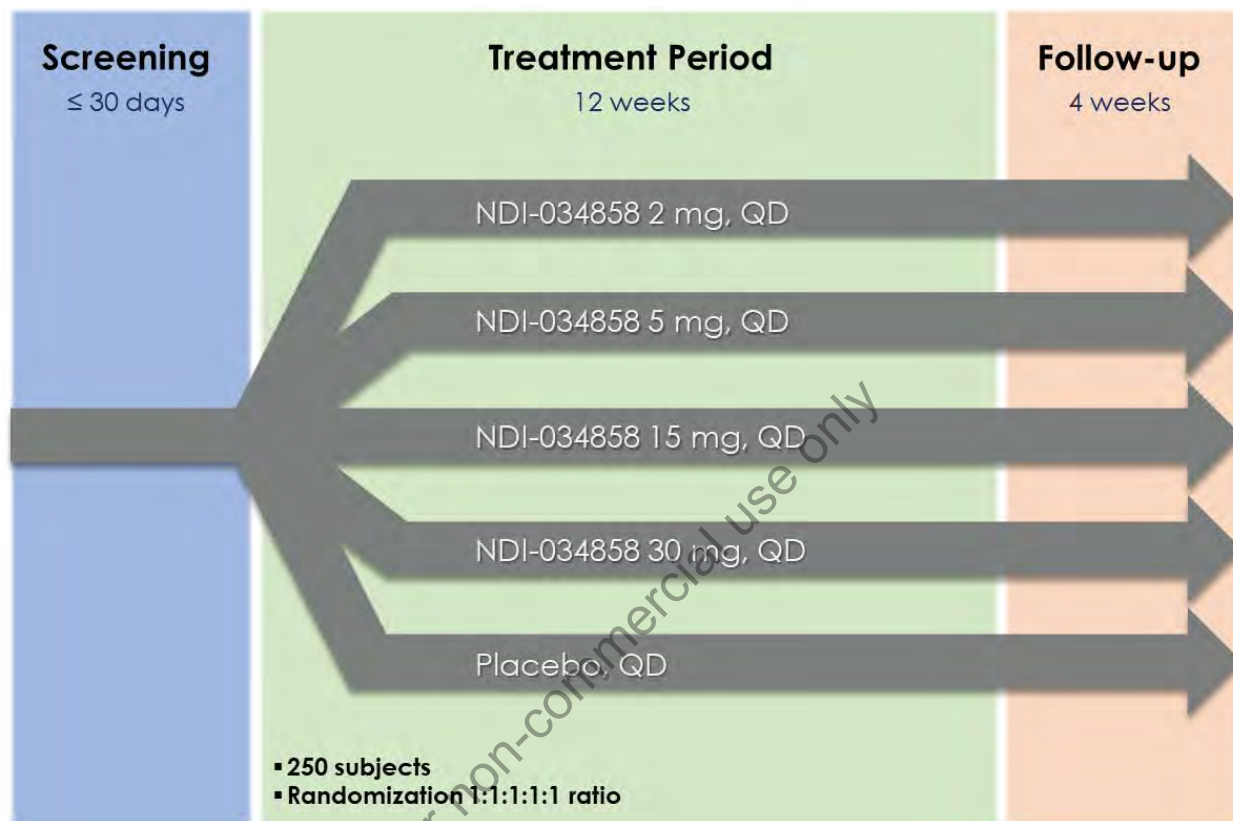 Screening
≤ 30 days
Treatment Period
12 weeks
Follow-up
4 weeks
NDI-034858 2 mg, QD
NDI-034858 5 mg, QD
NDI-034858 15 mg, QD
NDI-034858 30 mg, QD
Placebo, QD
▪ 250 subjects
▪ Randomization 1:1:1:1:1 ratio
non-commercial use only